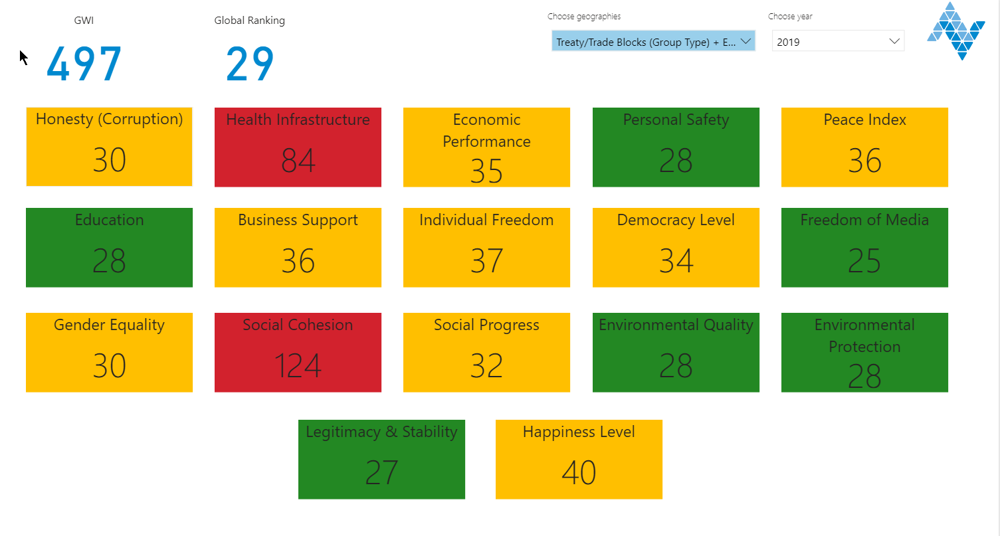 GWI
Global Ranking
Choose geographies
Choose year
497
29
Treaty/Trade Blocks (Group Type) + E...
2019
Honesty (Corruption)
30
Health Infrastructure
84
Economic
Performance
35
Personal Safety
28
Peace Index
36
Education
28
Business Support
36
Individual Freedom
37
Democracy Level
34
Freedom of Media
25
Gender Equality
30
Social Cohesion
124
Social Progress
32
Environmental Quality
28
Environmental
Protection
28
Legitimacy & Stability
27
Happiness Level
40